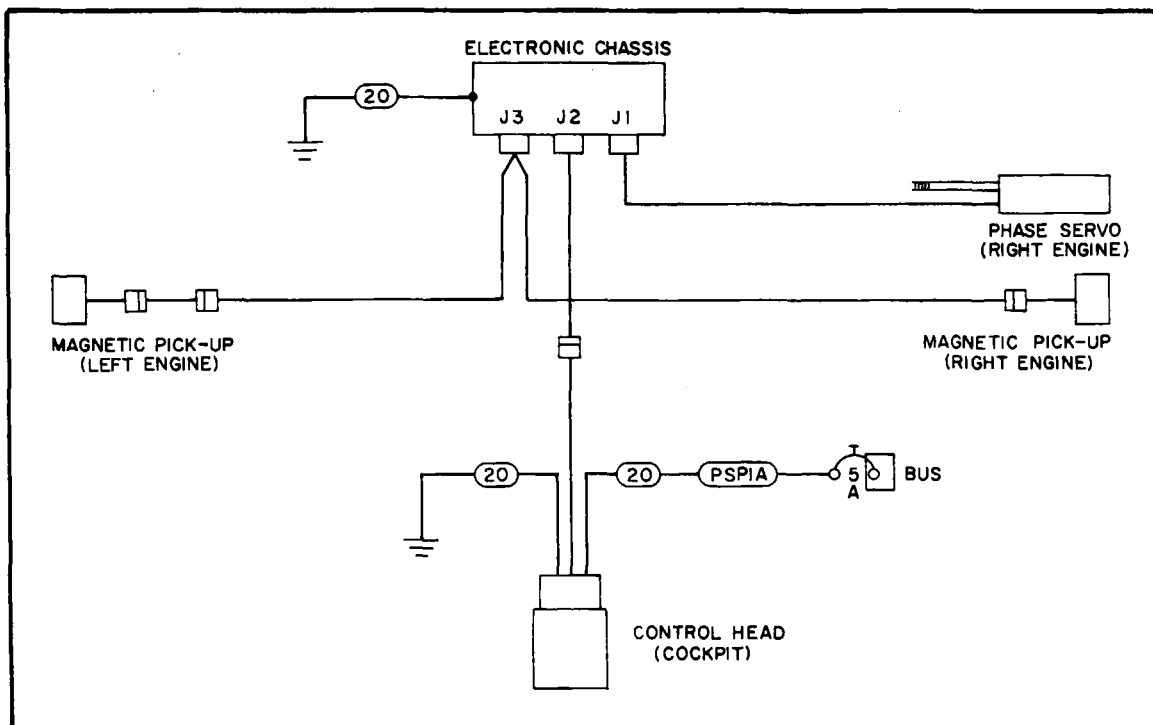 ELECTRONIC CHASSIS
20
J3 J2 J1
PHASE SERVO
(RIGHT ENGINE)
MAGNETIC PICK-UP
(LEFT ENGINE)
MAGNETIC PICK-UP
(RIGHT ENGINE)
20
20
PSP1A
5
A
BUS
CONTROL HEAD
(COCKPIT)